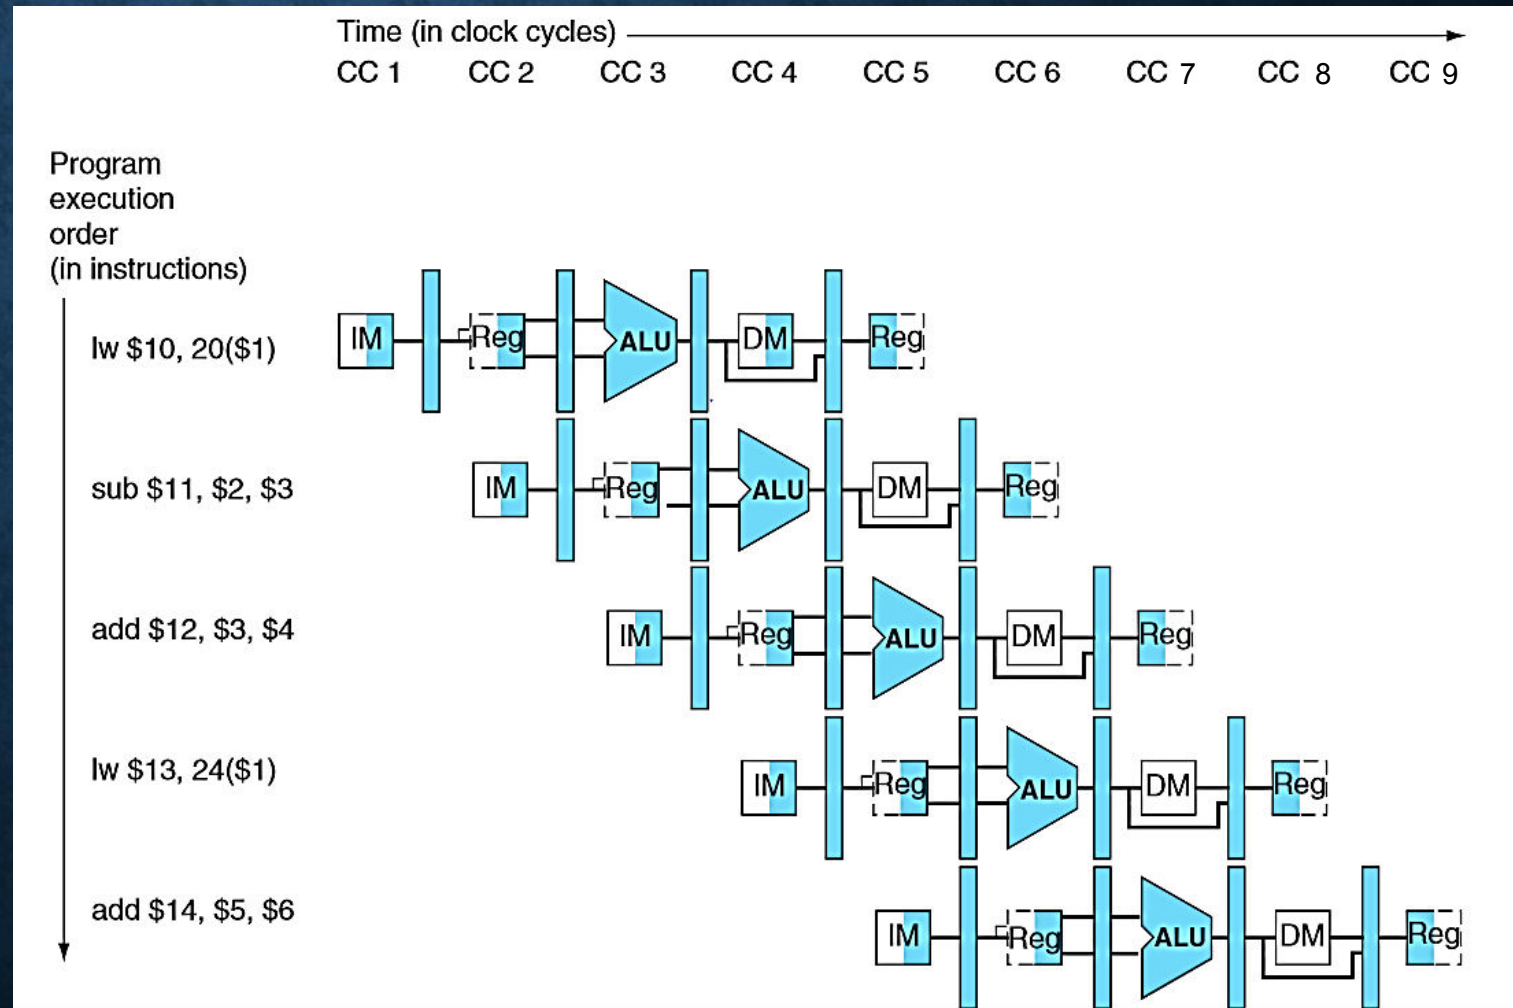 Time (in clock cycles)
CC 1 CC 2 CC 3 CC 4 CC 5 CC 6 CC 7 CC 8 CC 9
Program
execution
order
(in instructions)
lw $10, 20($1)
IM Reg ALU DM Reg
sub $11, $2, $3
IM Reg ALU DM Reg
add $12, $3, $4
IM Reg ALU DM Reg
lw $13, 24($1)
IM Reg ALU DM Reg
add $14, $5, $6
IM Reg ALU DM Reg